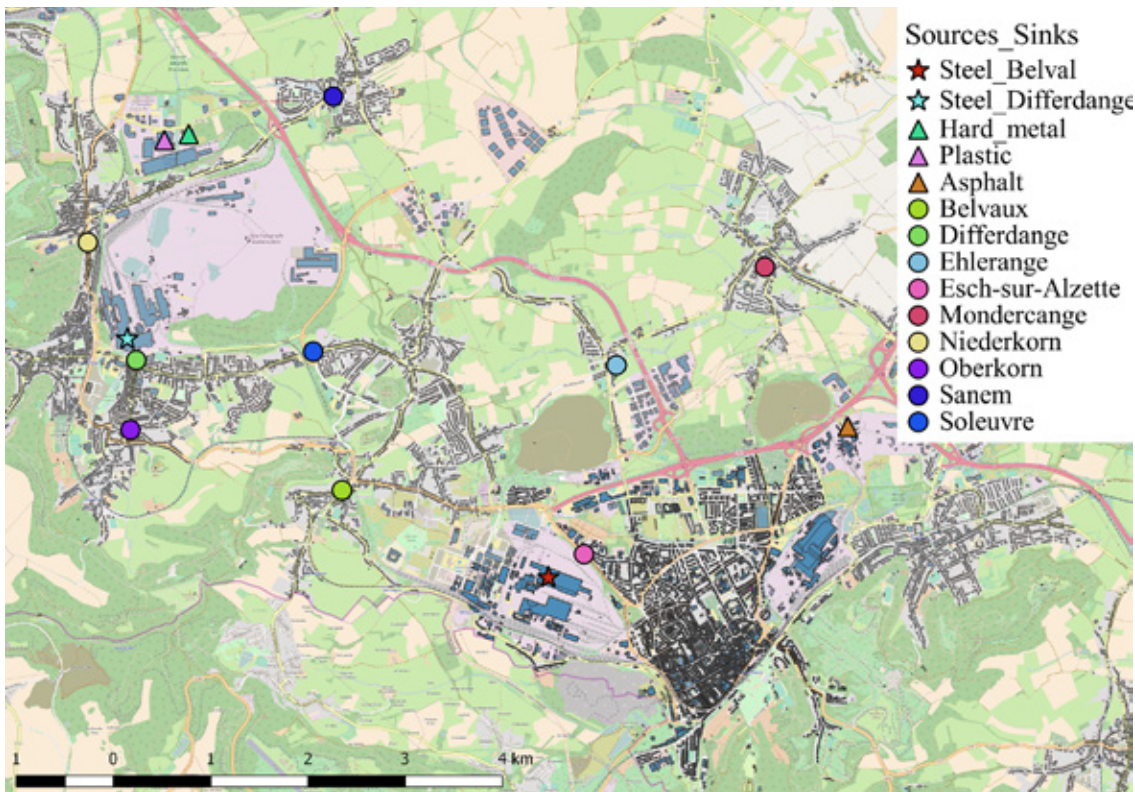 Sources_Sinks
Steel_Belval
Steel_Differdange
Hard_metal
Plastic
Asphalt
Belvaux
Differdange
Ehlerange
Esch-sur-Alzette
Mondercange
Niederkorn
Oberkorn
Sanem
Soleuvre
1 0 1 2 3 4 km